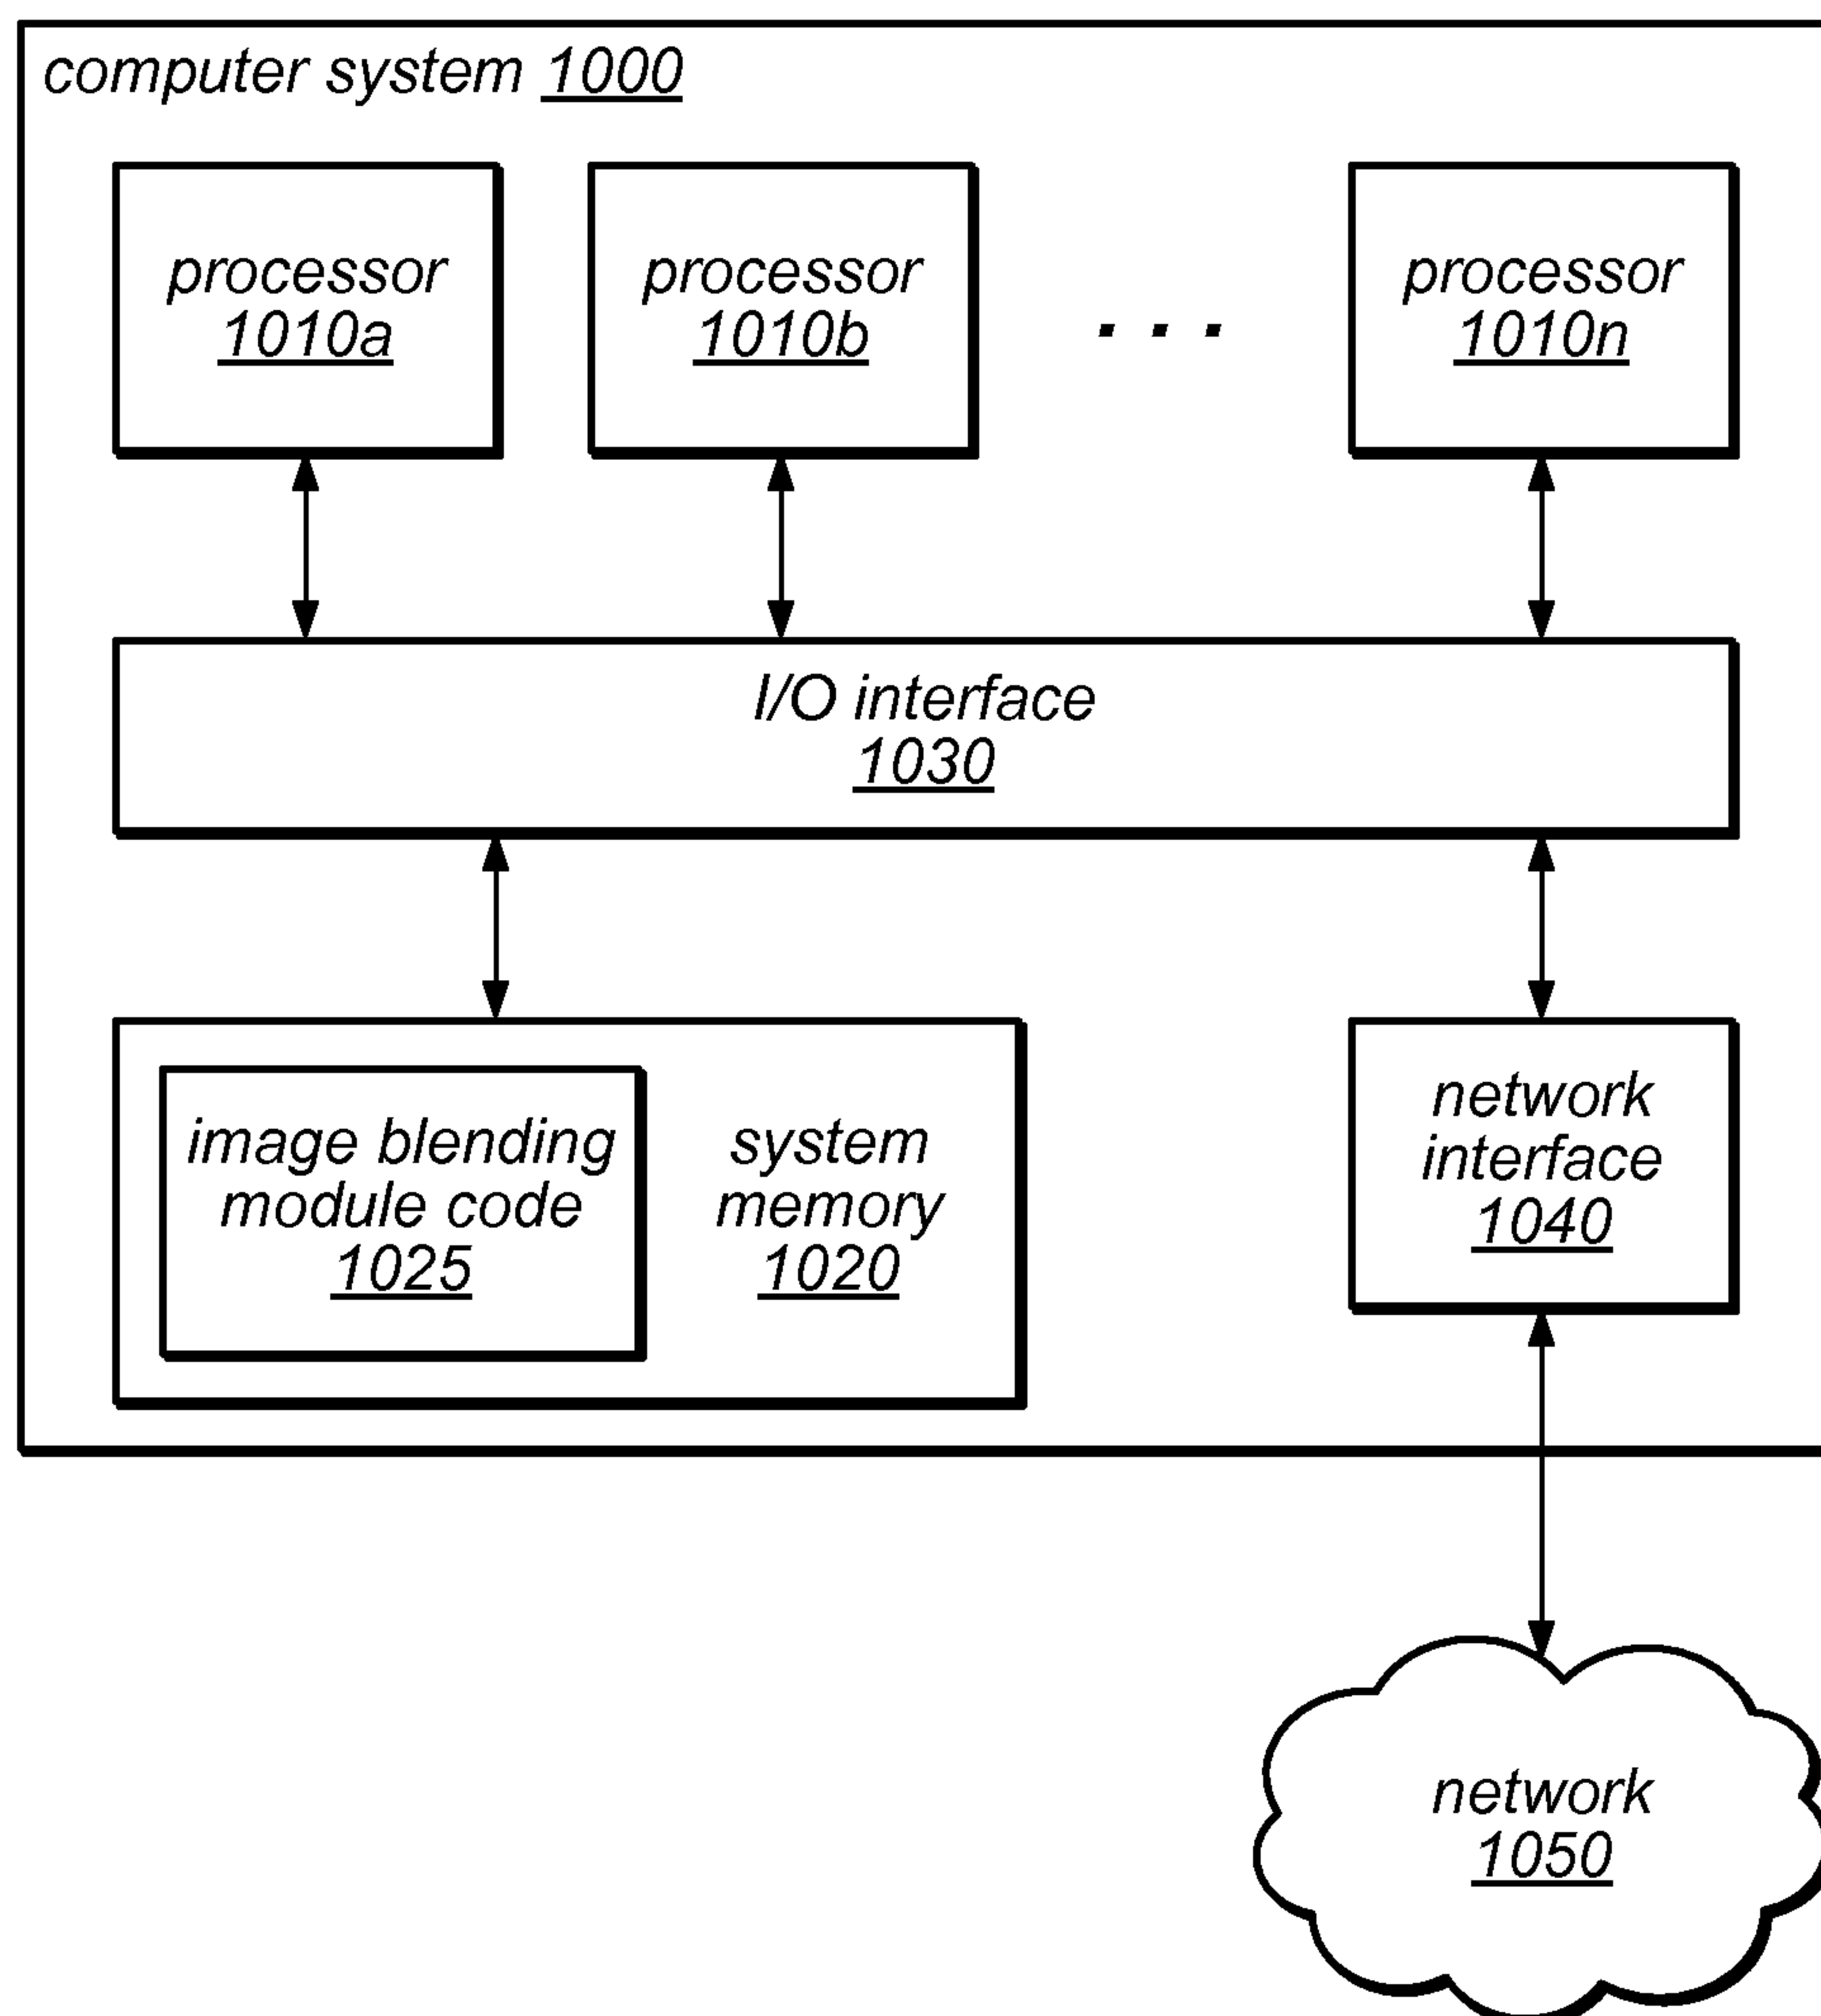 computer system 1000
processor
1010a
processor
1010b
. . .
processor
1010n
I/O interface
1030
image blending
module code
1025
system
memory
1020
network
interface
1040
network
1050